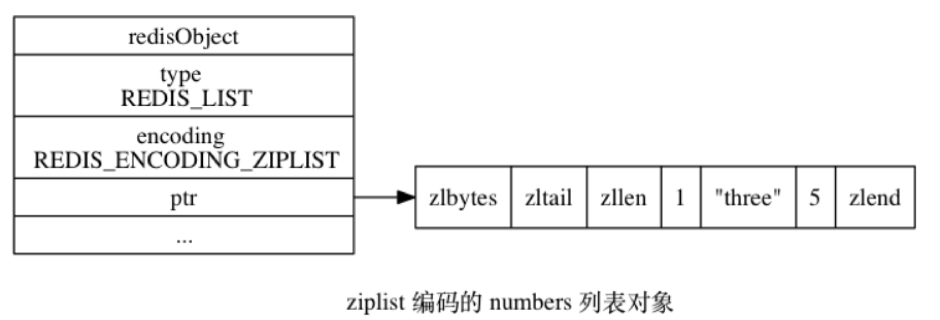 redisObject
type
REDIS_LIST
encoding
REDIS_ENCODING_ZIPLIST
ptr
...
zlbytes zltail zllen 1 "three" 5 zlend
ziplist 编码的 numbers 列表对象